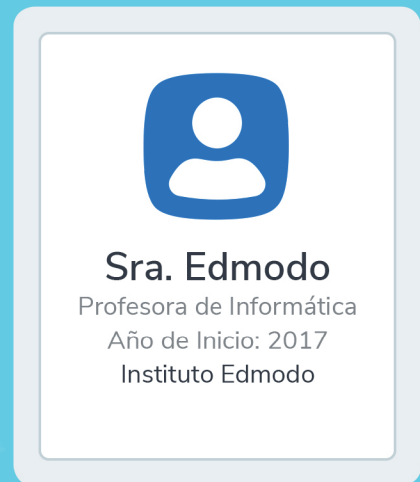 Sra. Edmodo
Profesora de Informática
Año de Inicio: 2017
Instituto Edmodo